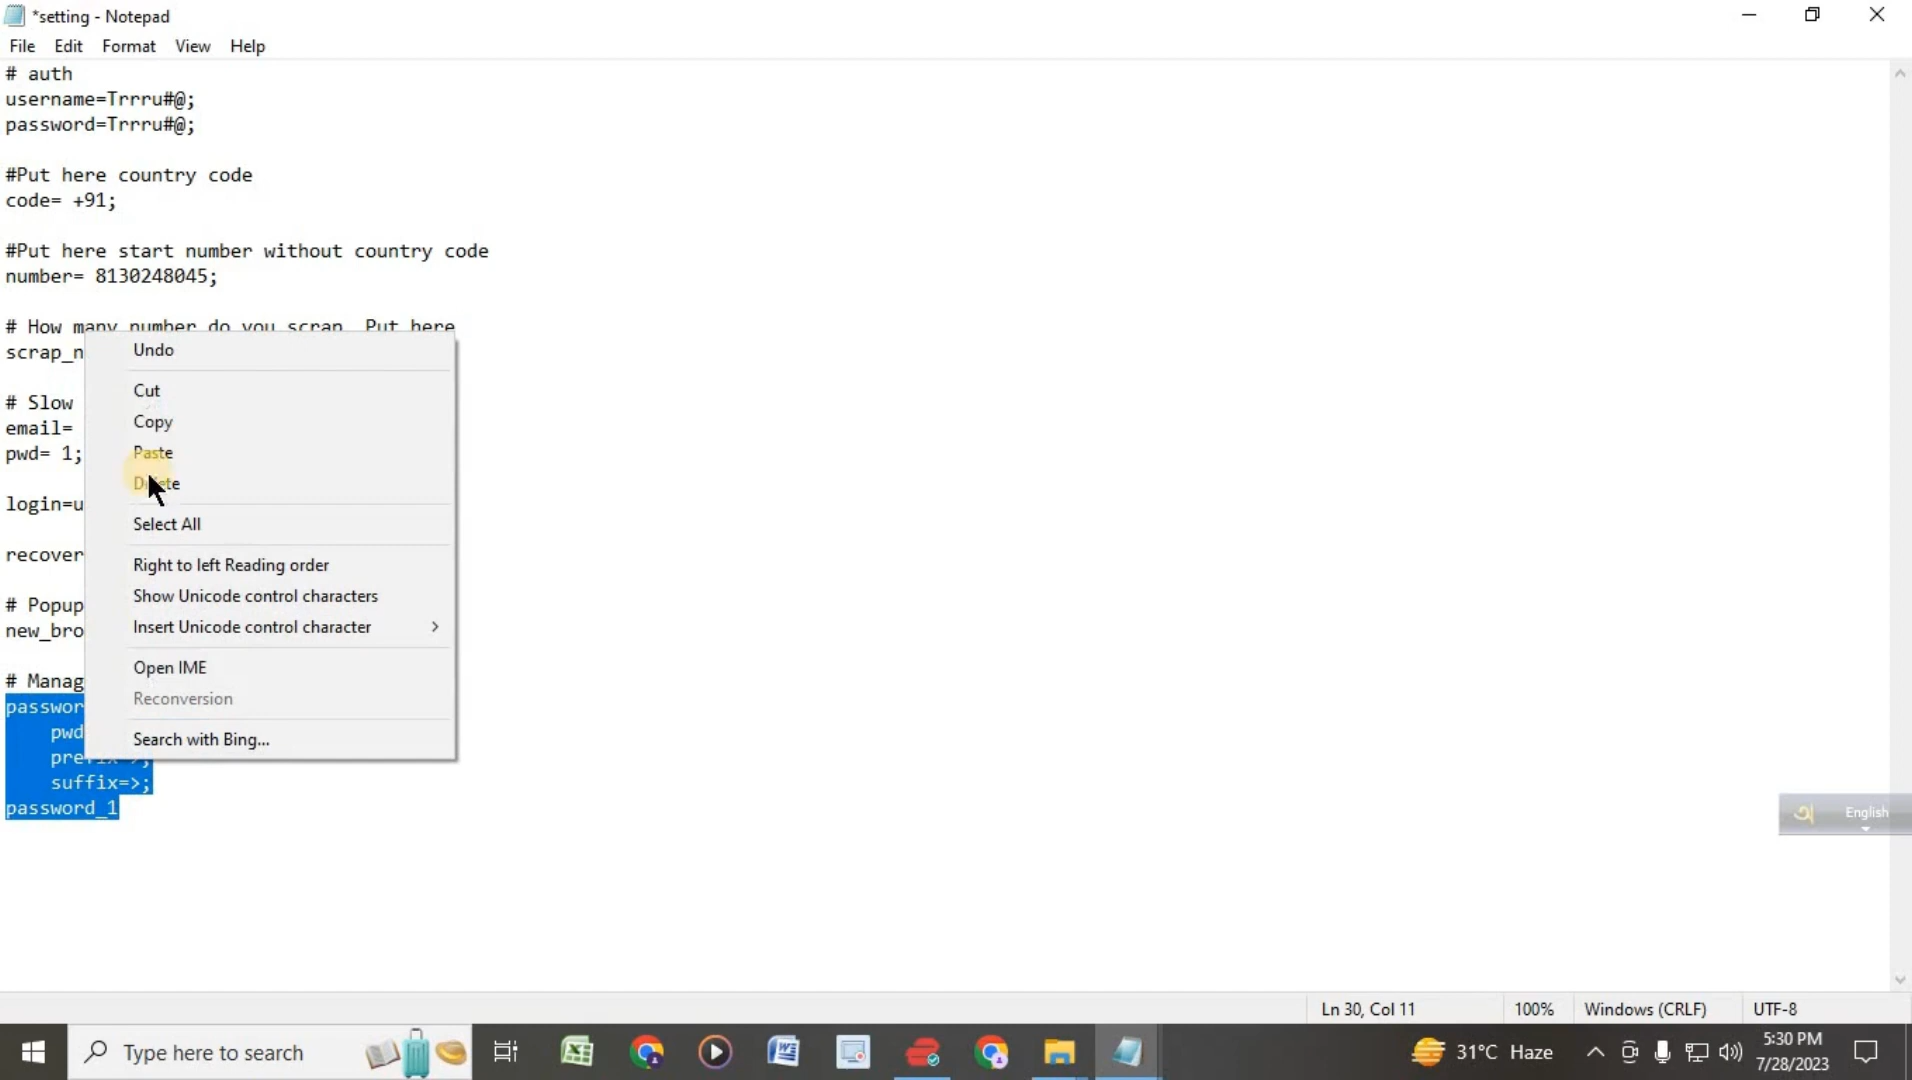 *setting - Notepad
File Edit Format View Help
# auth
username=Trrru#@;
password=Trrru#@;
#Put here country code
code= +91;
#Put here start number without country code
number= 8130248045;
# How many number do you scrap Put here
scrap_n
# Slow
email=
pwd= 1;
login=u
recover
# Popup
new_bro
# Manag
passwor
pwd
prefix=>;
suffix=>;
password_1
Undo
Cut
Copy
Paste
Delete
Select All
Right to left Reading order
Show Unicode control characters
Insert Unicode control character
Open IME
Reconversion
Search with Bing...
অ English
Ln 30, Col 11
100%
Windows (CRLF)
UTF-8
Type here to search
31°C Haze
5:30 PM
7/28/2023